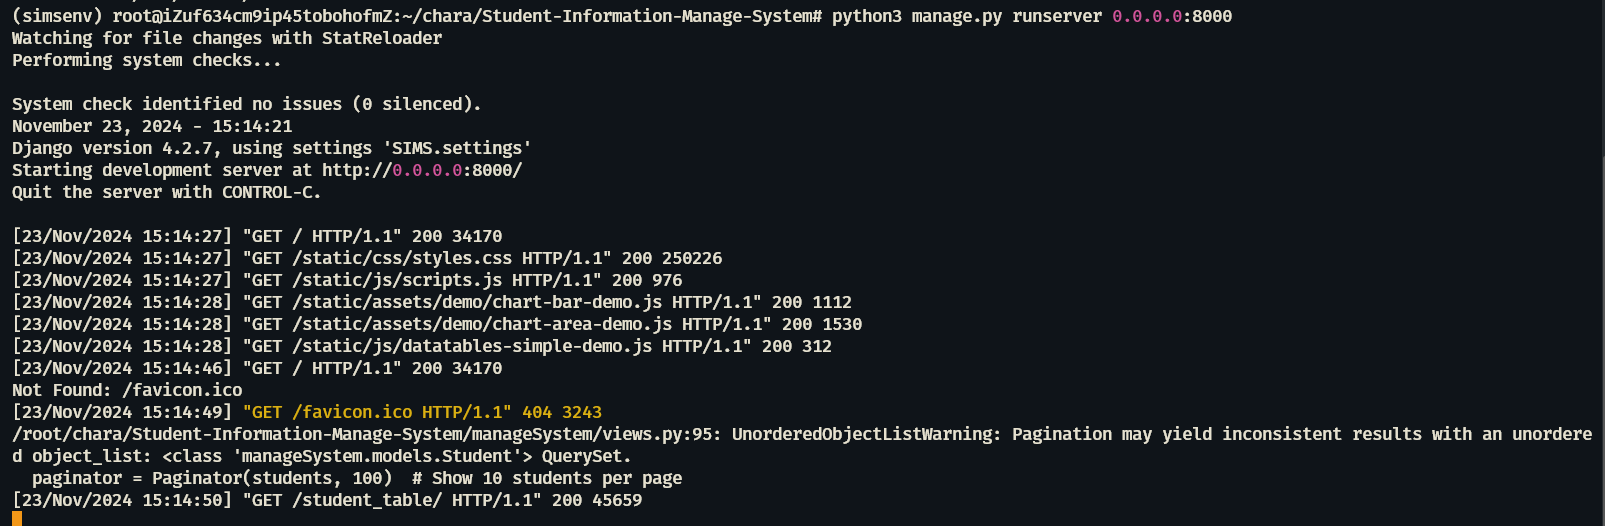 (simsenv) root@iZuf634cm9ip45tobohofmZ:~/chara/Student-Information-Manage-System# python3 manage.py runserver 0.0.0.0:8000
Watching for file changes with StatReloader
Performing system checks...
System check identified no issues (0 silenced).
November 23, 2024 - 15:14:21
Django version 4.2.7, using settings 'SIMS.settings'
Starting development server at http://0.0.0.0:8000/
Quit the server with CONTROL-C.
[23/Nov/2024 15:14:27] "GET / HTTP/1.1" 200 34170
[23/Nov/2024 15:14:27] "GET /static/css/styles.css HTTP/1.1" 200 250226
[23/Nov/2024 15:14:27] "GET /static/js/scripts.js HTTP/1.1" 200 976
[23/Nov/2024 15:14:28] "GET /static/assets/demo/chart-bar-demo.js HTTP/1.1" 200 1112
[23/Nov/2024 15:14:28] "GET /static/assets/demo/chart-area-demo.js HTTP/1.1" 200 1530
[23/Nov/2024 15:14:28] "GET /static/js/datatables-simple-demo.js HTTP/1.1" 200 312
[23/Nov/2024 15:14:46] "GET / HTTP/1.1" 200 34170
Not Found: /favicon.ico
[23/Nov/2024 15:14:49] "GET /favicon.ico HTTP/1.1" 404 3243
/root/chara/Student-Information-Manage-System/manageSystem/views.py:95: UnorderedObjectListWarning: Pagination may yield inconsistent results with an unordere
d object_list: <class 'manageSystem.models.Student'> QuerySet.
  paginator = Paginator(students, 100)  # Show 10 students per page
[23/Nov/2024 15:14:50] "GET /student_table/ HTTP/1.1" 200 45659